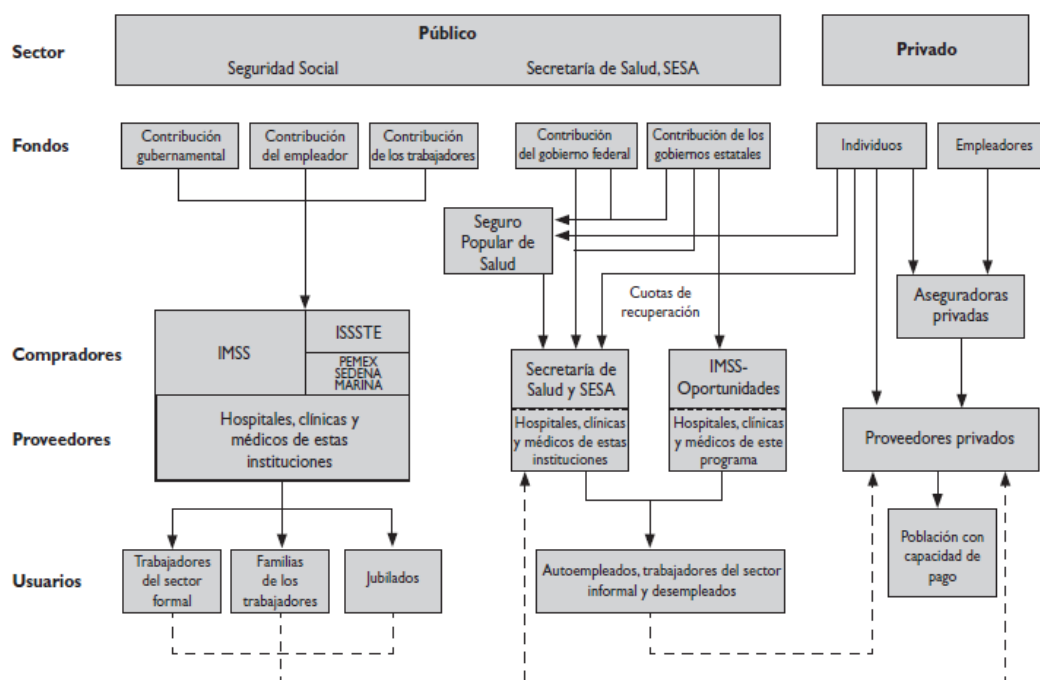 Sector
Público
Seguridad Social
Secretaría de Salud, SESA
Privado
Fondos
Contribución
gubernamental
Contribución
del empleador
Contribución
de los trabajadores
Contribución
del gobierno federal
Contribución de los
gobiernos estatales
Individuos
Empleadores
Seguro
Popular de
Salud
Cuotas de
recuperación
Aseguradoras
privadas
Compradores
IMSS
ISSSTE
PEMEX
SEDENA
MARINA
Secretaría de
Salud y SESA
IMSS-
Oportunidades
Proveedores
Hospitales, clínicas y
médicos de estas
instituciones
Hospitales, clínicas
y médicos de estas
instituciones
Hospitales, clínicas
y médicos de este
programa
Proveedores privados
Usuarios
Trabajadores
del sector
formal
Familias
de los
trabajadores
Jubilados
Autoempleados, trabajadores del sector
informal y desempleados
Población con
capacidad de
pago